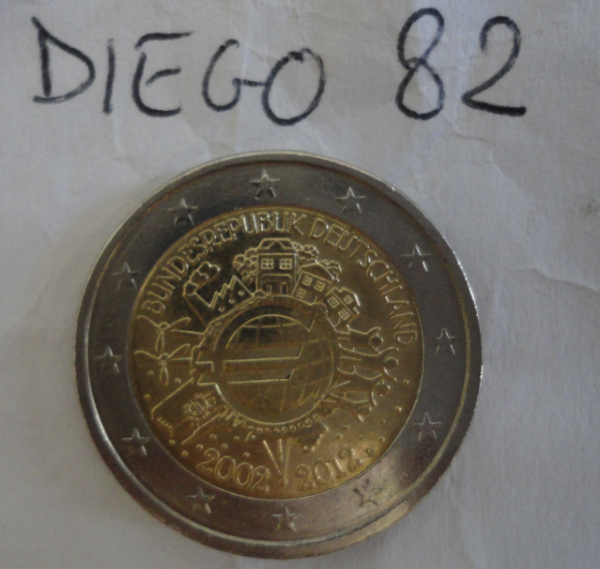 DIEGO 82
BUNDESREPUBLIK DEUTSCHLAND
2002 2012